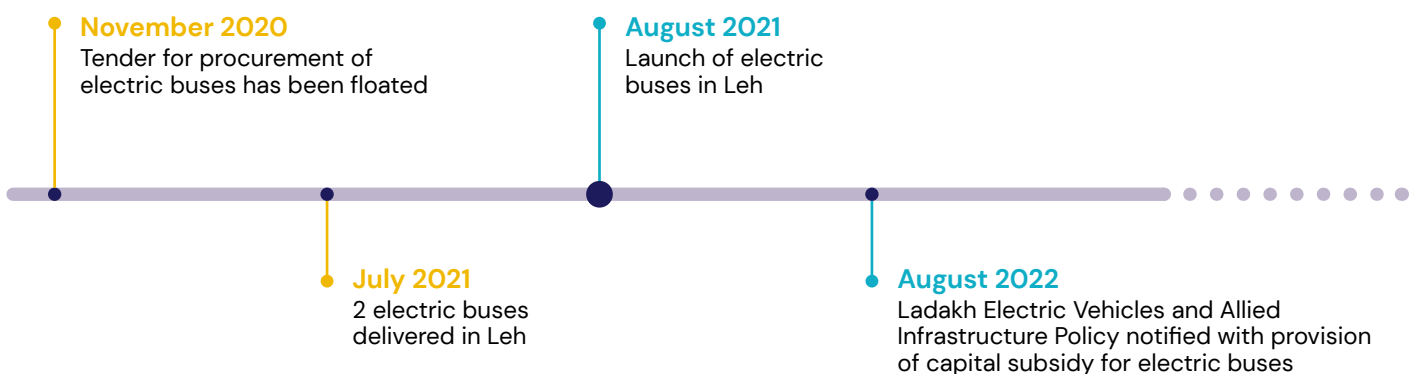 November 2020
Tender for procurement of
electric buses has been floated
August 2021
Launch of electric
buses in Leh
July 2021
2 electric buses
delivered in Leh
August 2022
Ladakh Electric Vehicles and Allied
Infrastructure Policy notified with provision
of capital subsidy for electric buses